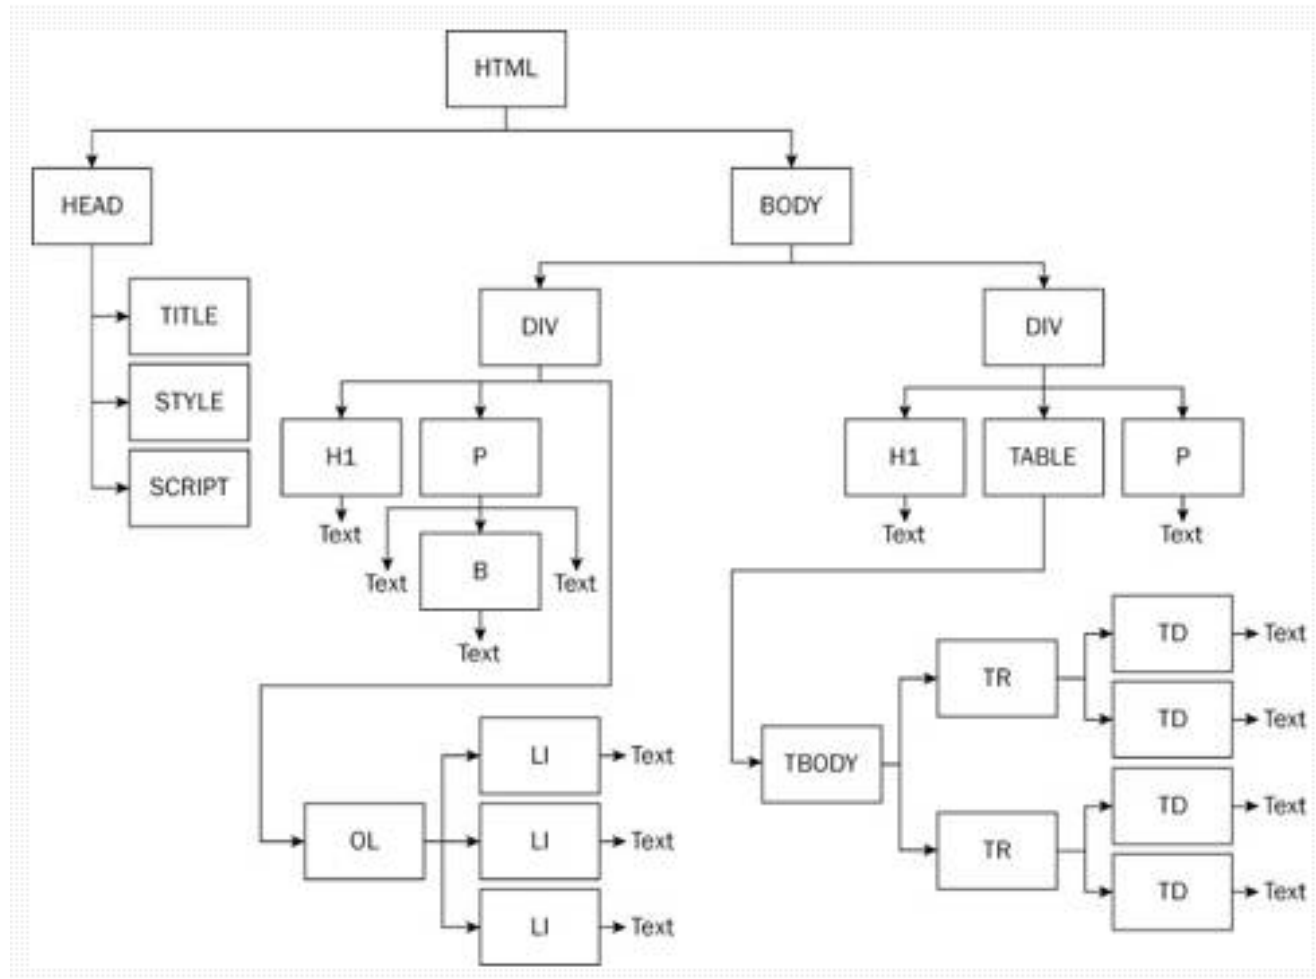 HTML
HEAD
BODY
TITLE
DIV
DIV
STYLE
H1
P
H1
TABLE
P
SCRIPT
Text
Text
Text
Text
B
Text
Text
TD
Text
TR
TD
Text
LI
Text
TBODY
TD
Text
OL
LI
Text
TR
TD
Text
LI
Text